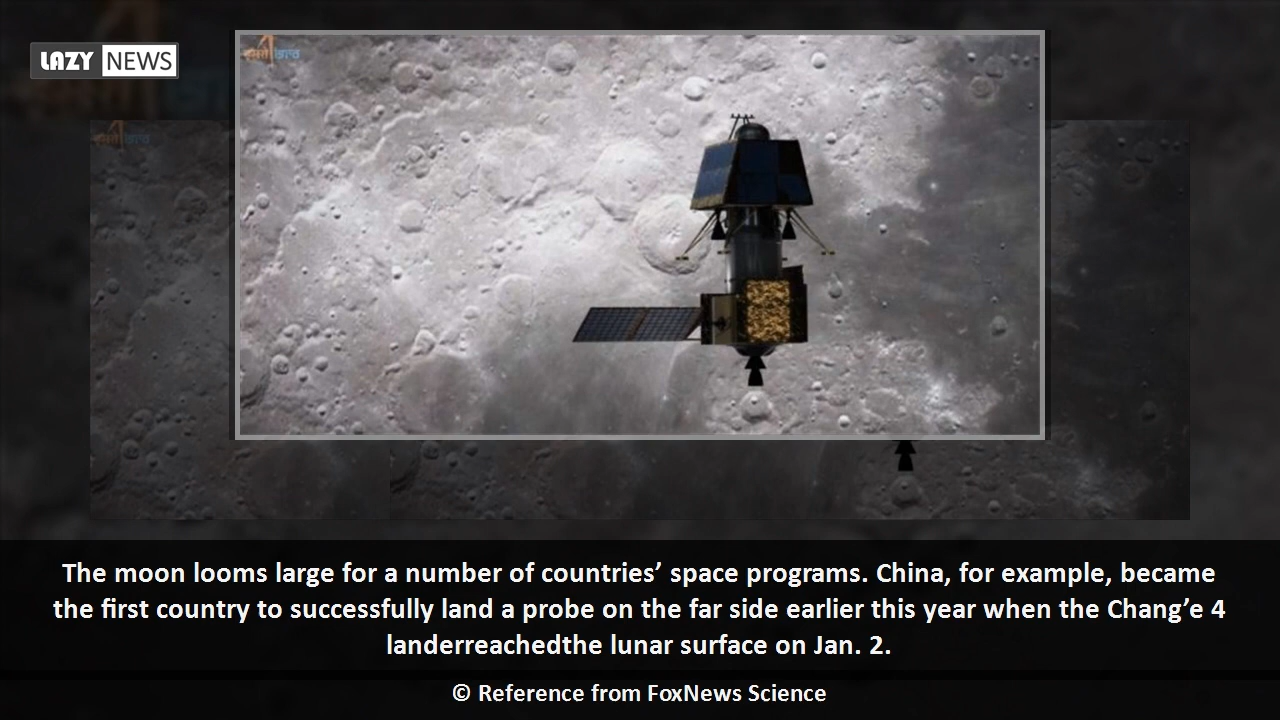 LAZY NEWS
The moon looms large for a number of countries’ space programs. China, for example, became
the first country to successfully land a probe on the far side earlier this year when the Chang’e 4
landerreachedthe lunar surface on Jan. 2.
© Reference from FoxNews Science